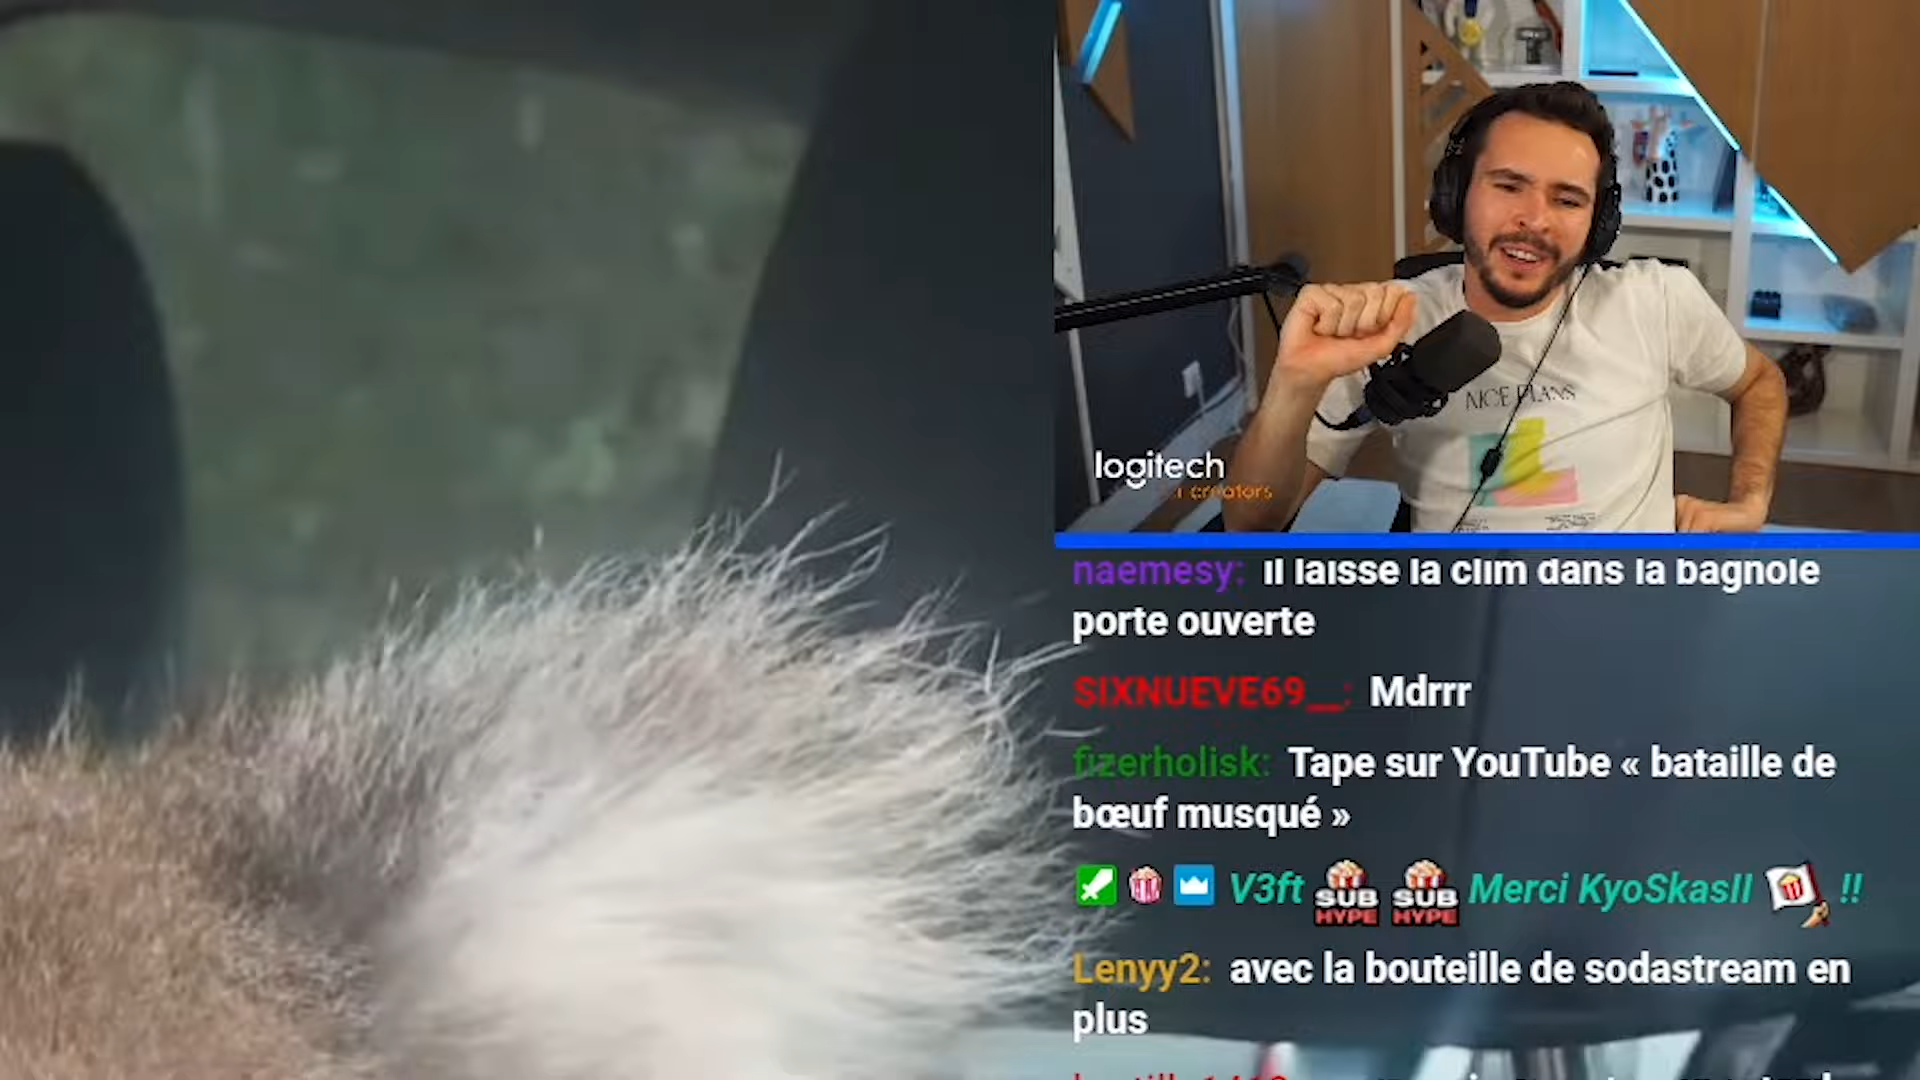 NICE PLANS
logitech
creators
naemesy: il laisse la clim dans la bagnole
porte ouverte
SIXNUEVE69__: Mdrrr
fizerholisk: Tape sur YouTube « bataille de
bœuf musqué »
V3ft SUB HYPE SUB HYPE Merci KyoSkasII !!
Lenyy2: avec la bouteille de sodastream en
plus